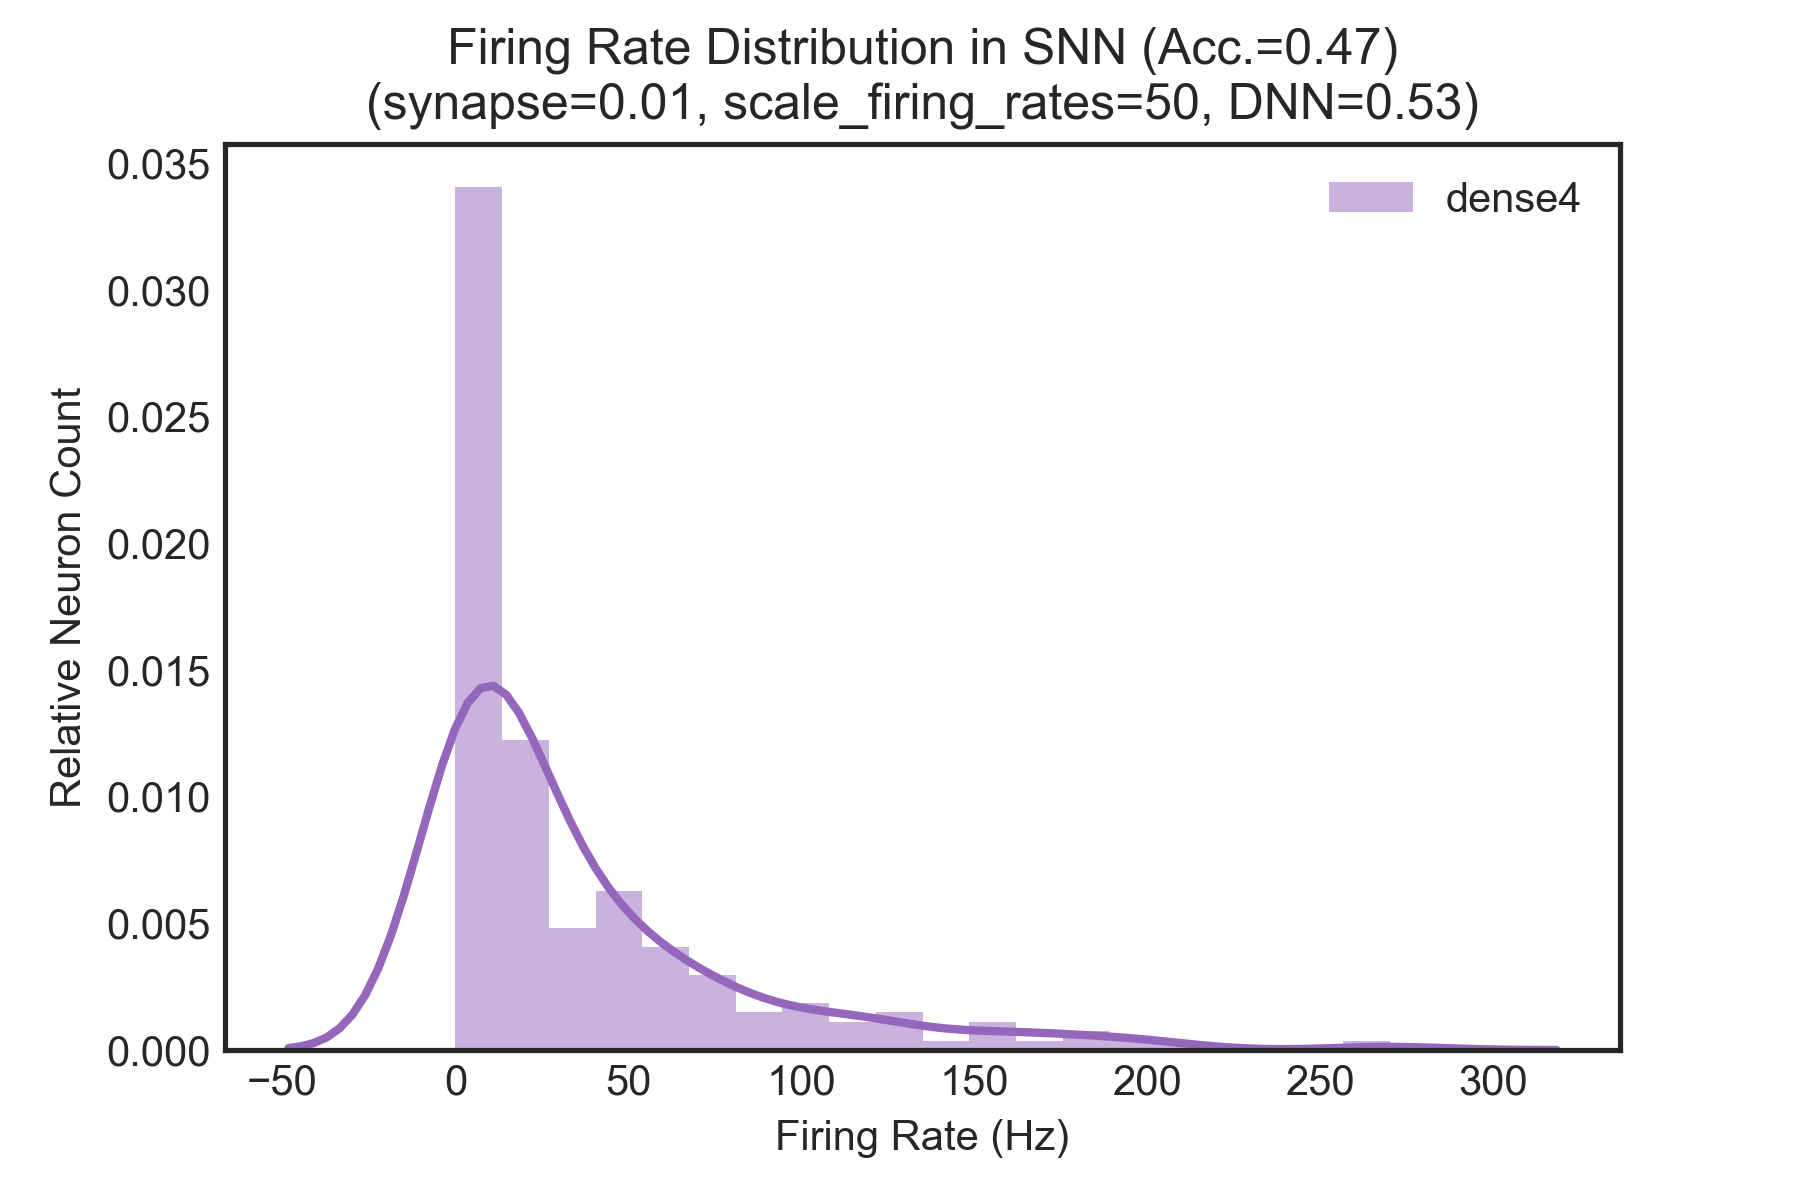 Firing Rate Distribution in SNN (Acc.=0.47)
(synapse=0.01, scale_firing_rates=50, DNN=0.53)
dense4
Relative Neuron Count
0.035
0.030
0.025
0.020
0.015
0.010
0.005
0.000
−50 0 50 100 150 200 250 300
Firing Rate (Hz)